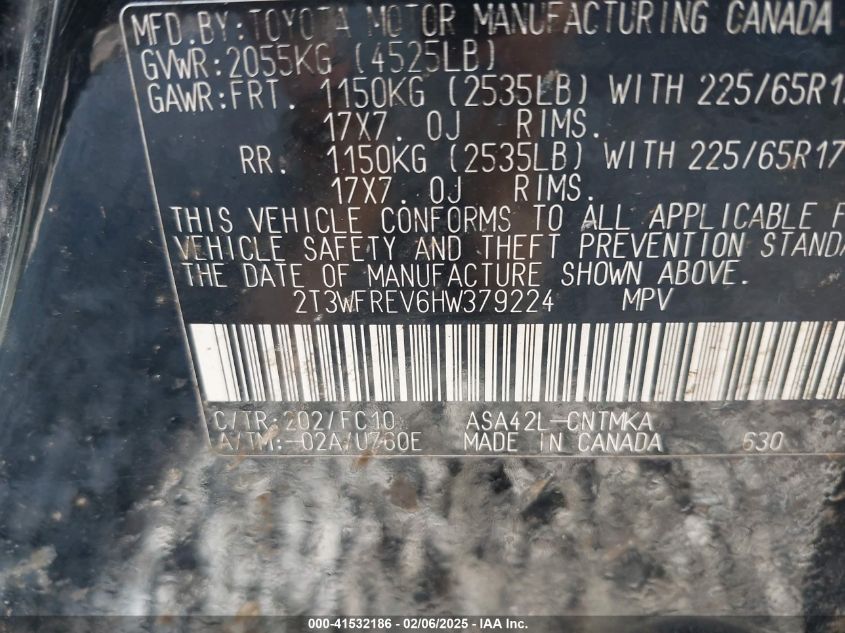 MFD.BY:TOYOTA MOTOR MANUFACTURING CANADA
GVWR:2055KG (4525LB)
GAWR:FRT. 1150KG (2535LB) WITH 225/65R17
17X7. 0J RIMS.
RR. 1150KG (2535LB) WITH 225/65R17
17X7. 0J RIMS.
THIS VEHICLE CONFORMS TO ALL APPLICABLE F
VEHICLE SAFETY AND THEFT PREVENTION STANDA
THE DATE OF MANUFACTURE SHOWN ABOVE.
2T3WFREV6HW379224 MPV
C/TR:202/FC10 ASA42L-CNTMKA
A/TM:-02A/U760E MADE IN CANADA 630
000-41532186 - 02/06/2025 - IAA Inc.